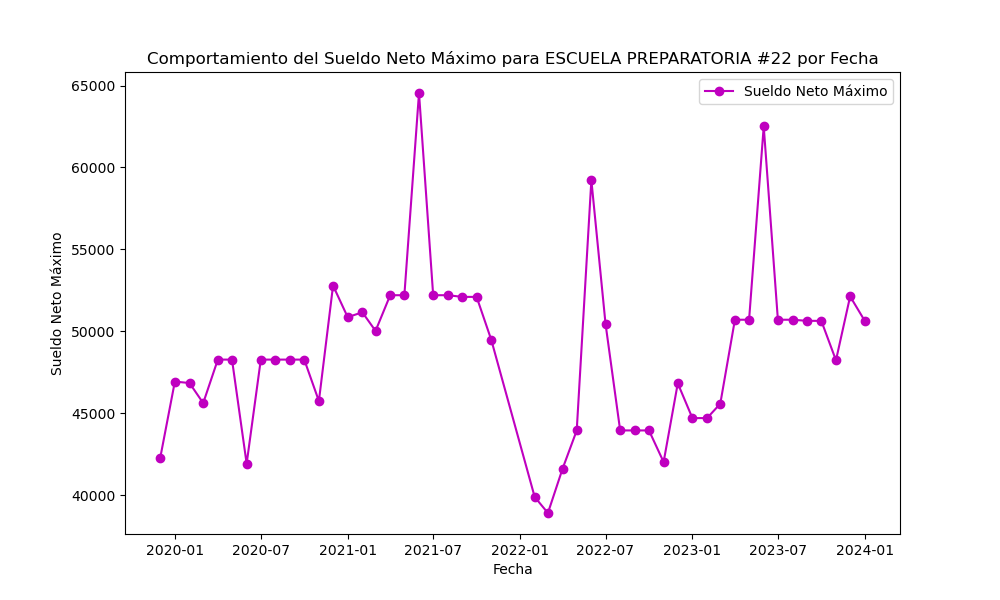 Comportamiento del Sueldo Neto Máximo para ESCUELA PREPARATORIA #22 por Fecha
Sueldo Neto Máximo
65000
60000
55000
50000
45000
40000
Sueldo Neto Máximo
2020-01 2020-07 2021-01 2021-07 2022-01 2022-07 2023-01 2023-07 2024-01
Fecha